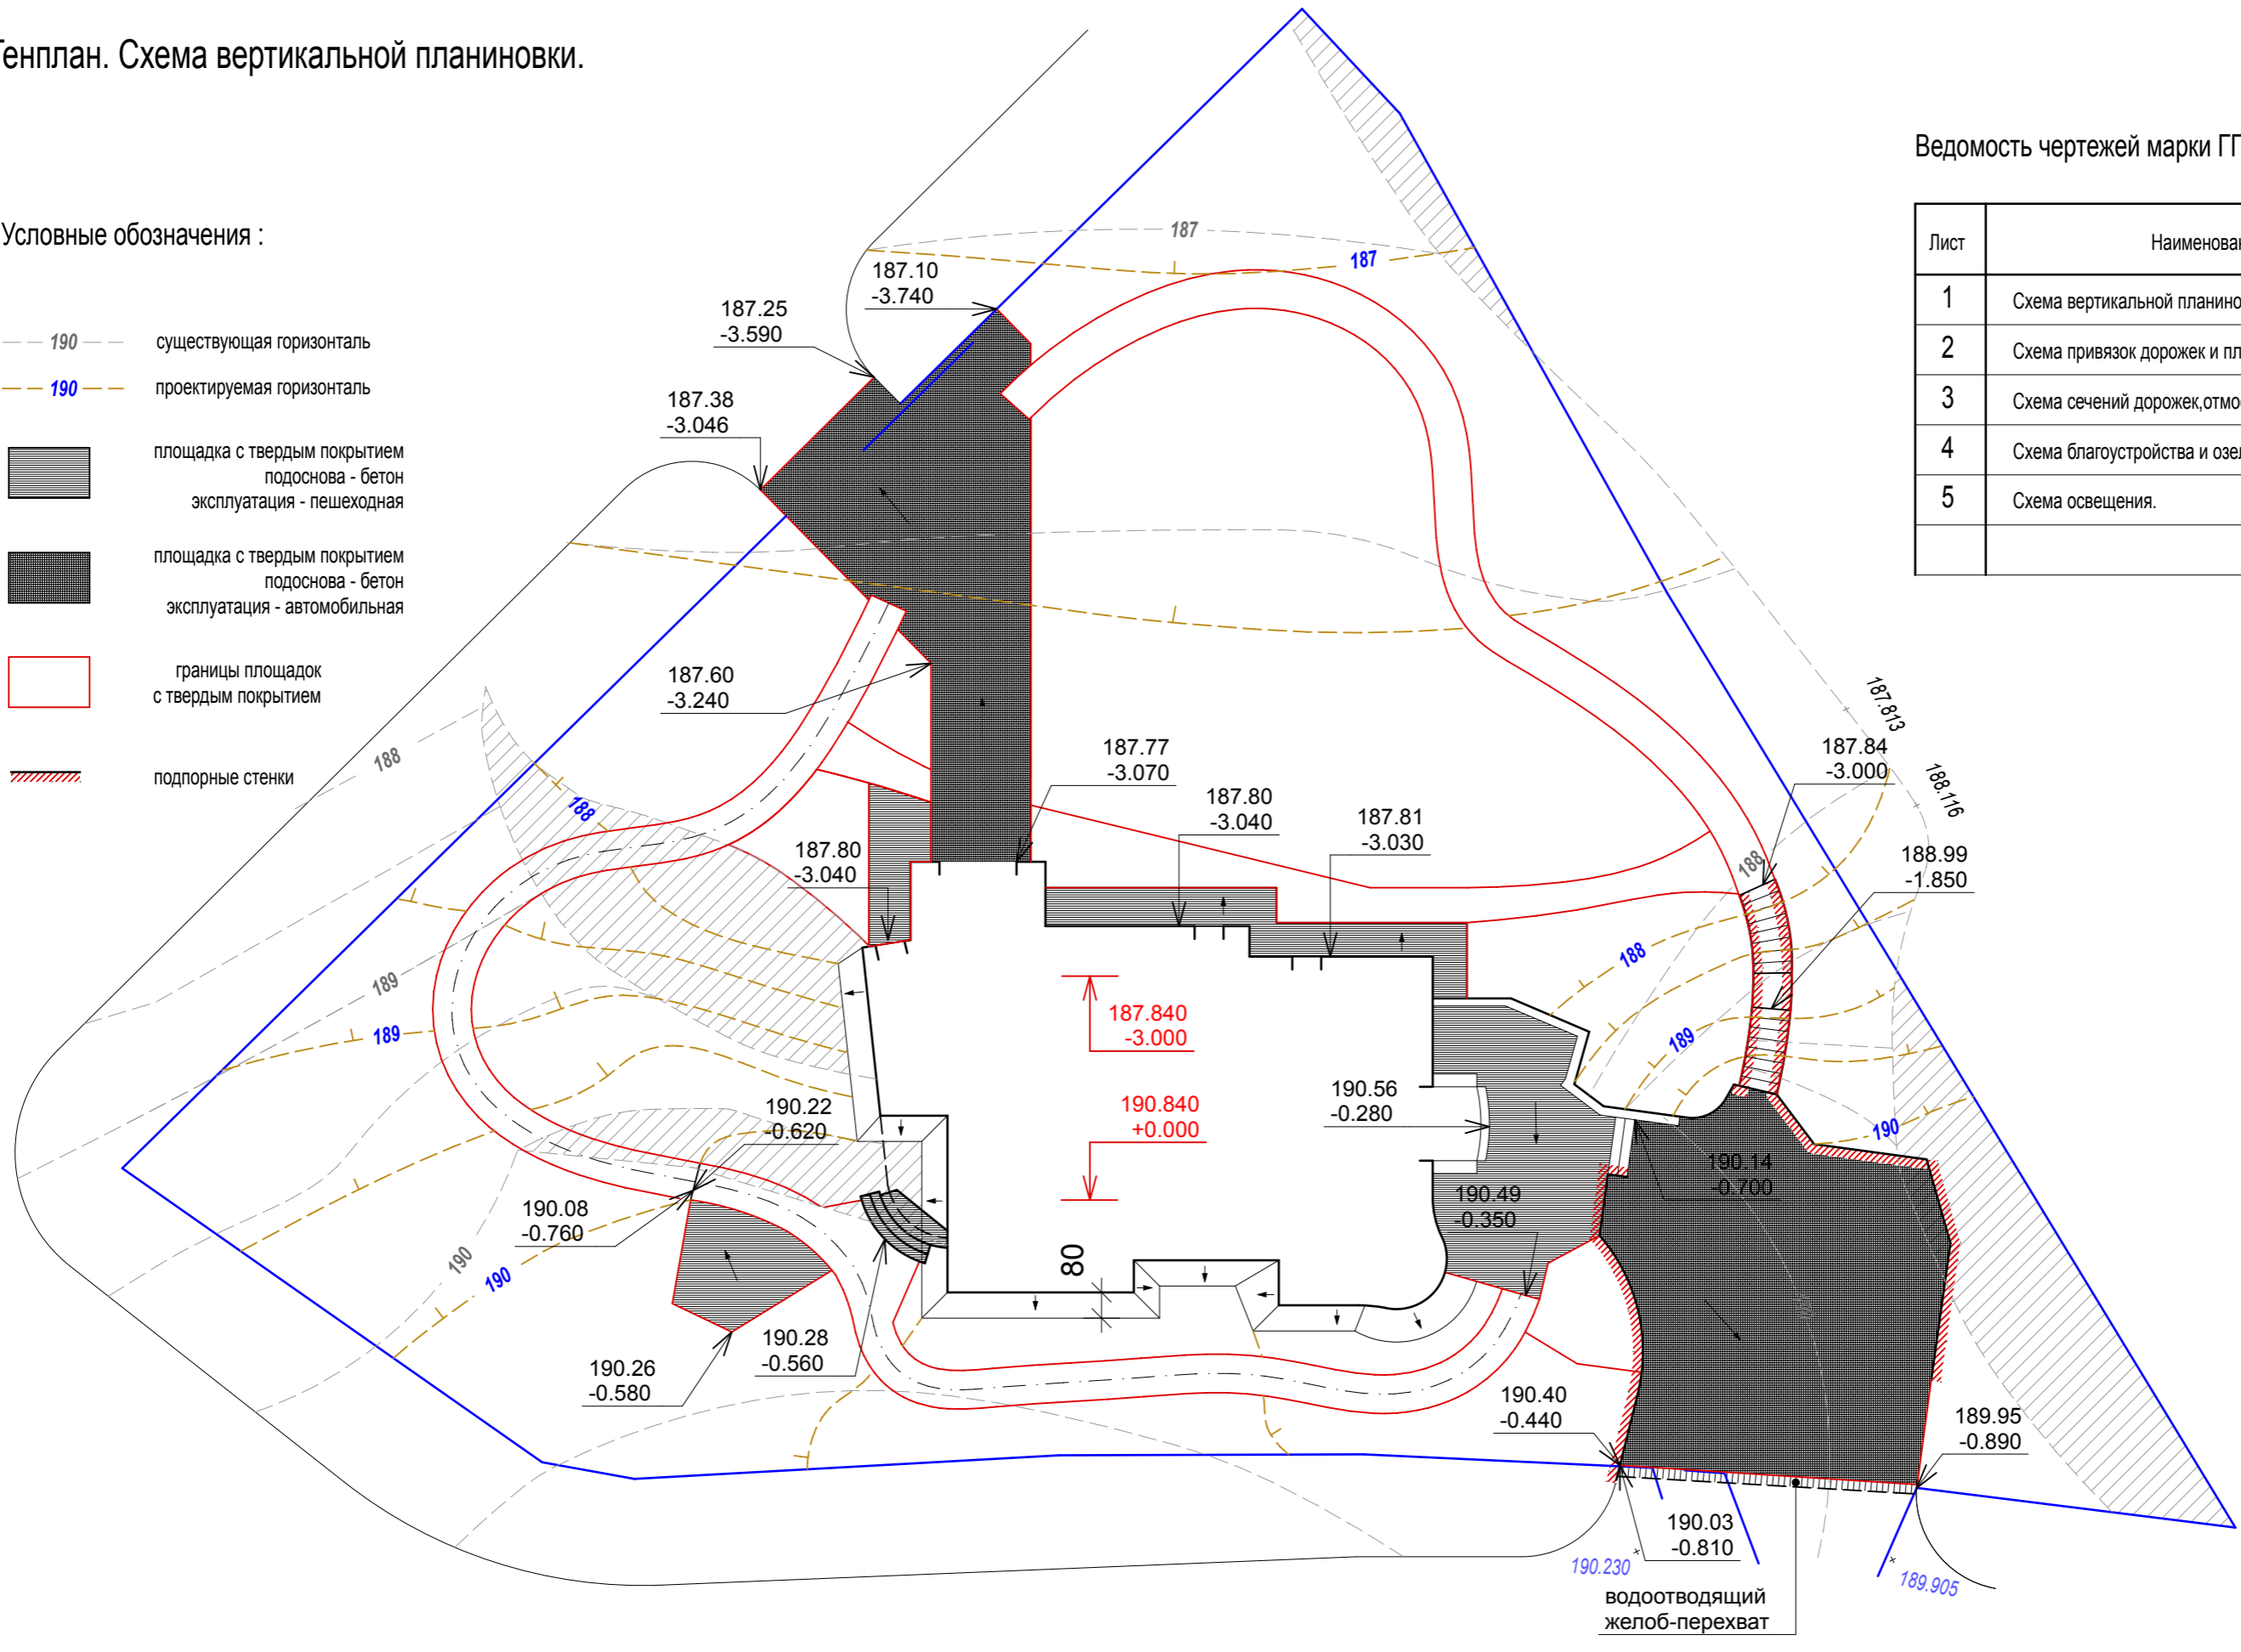 Генплан. Схема вертикальной планиновки.
Условные обозначения :
190
существующая горизонталь
190
проектируемая горизонталь
площадка с твердым покрытием
подоснова - бетон
эксплуатация - пешеходная
площадка с твердым покрытием
подоснова - бетон
эксплуатация - автомобильная
границы площадок
с твердым покрытием
подпорные стенки
Ведомость чертежей марки ГП
Лист
Наименован
1
Схема вертикальной планино
2
Схема привязок дорожек и пл
3
Схема сечений дорожек,отмо
4
Схема благоустройства и озел
5
Схема освещения.
187
187
187.10
-3.740
187.25
-3.590
187.38
-3.046
187.60
-3.240
187.77
-3.070
187.80
-3.040
187.81
-3.030
187.813
187.84
-3.000
188.116
188
188
188
187.80
-3.040
188.99
-1.850
188
189
189
189
187.840
-3.000
190.840
+0.000
190.56
-0.280
190.22
-0.620
190
190.14
-0.700
190.49
-0.350
190.08
-0.760
190
190
80
190.28
-0.560
190.26
-0.580
190.40
-0.440
189.95
-0.890
190.03
-0.810
190.230
189.905
водоотводящий
желоб-перехват